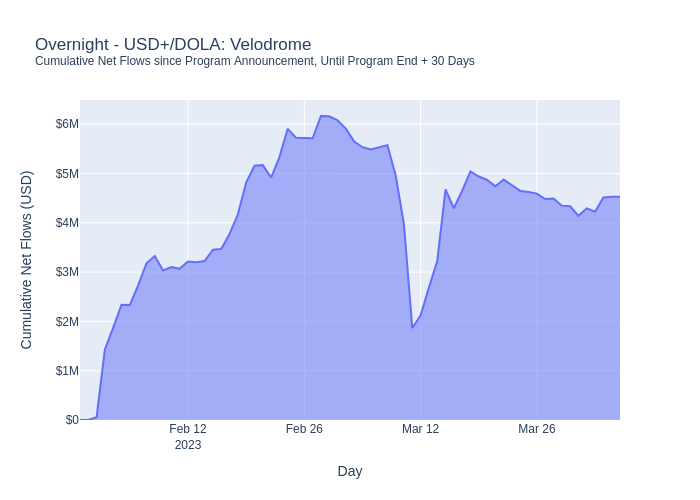 Overnight - USD+/DOLA: Velodrome
Cumulative Net Flows since Program Announcement, Until Program End + 30 Days
Cumulative Net Flows (USD)
$6M
$5M
$4M
$3M
$2M
$1M
$0
Feb 12
2023
Feb 26
Mar 12
Mar 26
Day